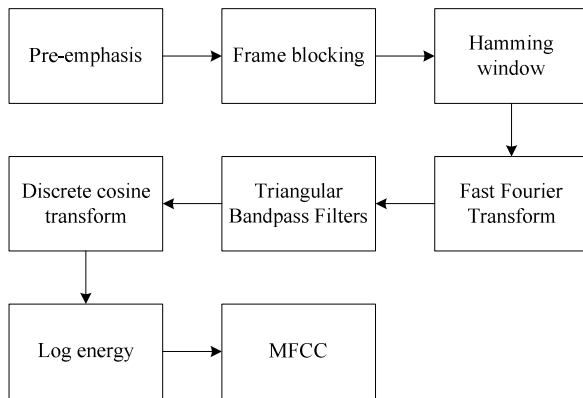 Pre-emphasis
Frame blocking
Hamming
window
Fast Fourier
Transform
Triangular
Bandpass Filters
Discrete cosine
transform
Log energy
MFCC